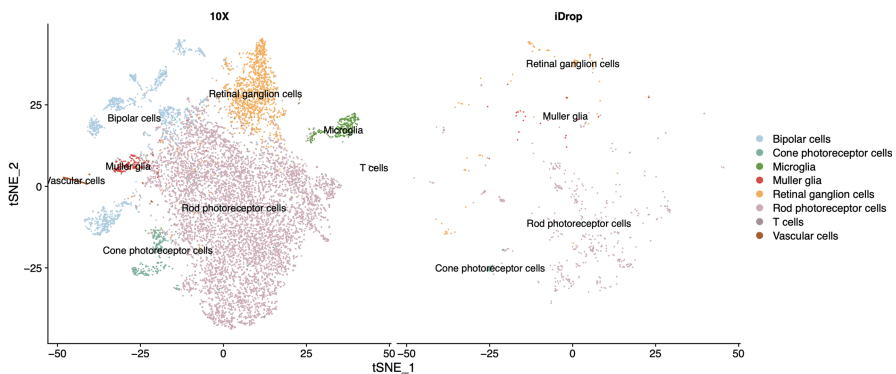 10X
iDrop
tSNE_2
25
0
−25
Retinal ganglion cells
Bipolar cells
Microglia
Muller glia
T cells
Vascular cells
Rod photoreceptor cells
Cone photoreceptor cells
Retinal ganglion cells
Muller glia
Rod photoreceptor cells
Cone photoreceptor cells
−50
−25
0
25
50
−50
−25
0
25
50
tSNE_1
Bipolar cells
Cone photoreceptor cells
Microglia
Muller glia
Retinal ganglion cells
Rod photoreceptor cells
T cells
Vascular cells